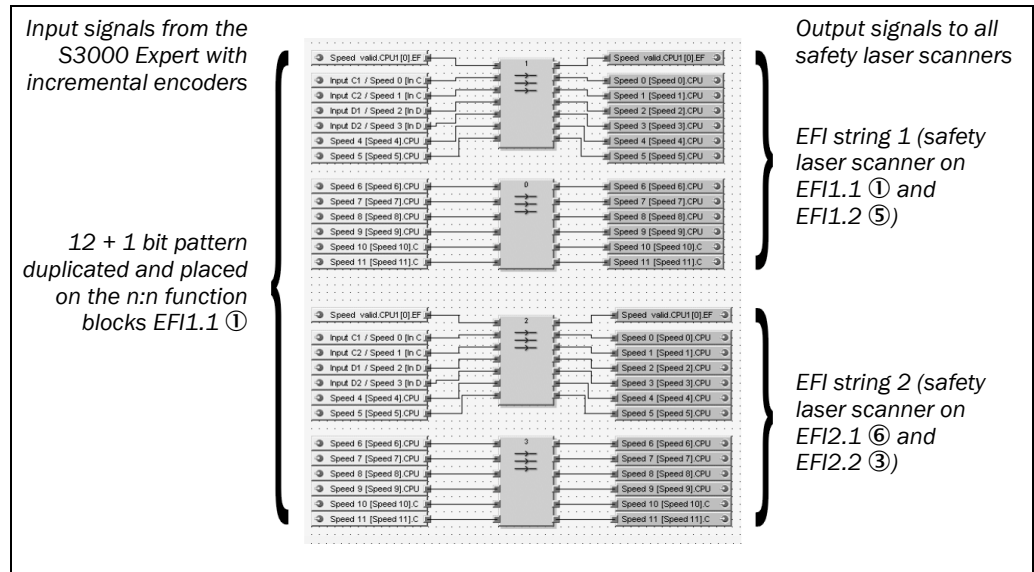 Input signals from the
S3000 Expert with
incremental encoders
12 + 1 bit pattern
duplicated and placed
on the n:n function
blocks EFI1.1 ①
Speed valid.CPU1[0].EF
Input C1 / Speed 0 [In C
Input C2 / Speed 1 [In C
Input D1 / Speed 2 [In D
Input D2 / Speed 3 [In D
Speed 4 [Speed 4].CPU
Speed 5 [Speed 5].CPU
1
Speed valid.CPU1[0].EF
Speed 0 [Speed 0].CPU
Speed 1 [Speed 1].CPU
Speed 2 [Speed 2].CPU
Speed 3 [Speed 3].CPU
Speed 4 [Speed 4].CPU
Speed 5 [Speed 5].CPU
Speed 6 [Speed 6].CPU
Speed 7 [Speed 7].CPU
Speed 8 [Speed 8].CPU
Speed 9 [Speed 9].CPU
Speed 10 [Speed 10].C
Speed 11 [Speed 11].C
0
Speed 6 [Speed 6].CPU
Speed 7 [Speed 7].CPU
Speed 8 [Speed 8].CPU
Speed 9 [Speed 9].CPU
Speed 10 [Speed 10].C
Speed 11 [Speed 11].C
Speed valid.CPU1[0].EF
Input C1 / Speed 0 [In C
Input C2 / Speed 1 [In C
Input D1 / Speed 2 [In D
Input D2 / Speed 3 [In D
Speed 4 [Speed 4].CPU
Speed 5 [Speed 5].CPU
2
Speed valid.CPU1[0].EF
Speed 0 [Speed 0].CPU
Speed 1 [Speed 1].CPU
Speed 2 [Speed 2].CPU
Speed 3 [Speed 3].CPU
Speed 4 [Speed 4].CPU
Speed 5 [Speed 5].CPU
Speed 6 [Speed 6].CPU
Speed 7 [Speed 7].CPU
Speed 8 [Speed 8].CPU
Speed 9 [Speed 9].CPU
Speed 10 [Speed 10].C
Speed 11 [Speed 11].C
3
Speed 6 [Speed 6].CPU
Speed 7 [Speed 7].CPU
Speed 8 [Speed 8].CPU
Speed 9 [Speed 9].CPU
Speed 10 [Speed 10].CPU
Speed 11 [Speed 11].C
Output signals to all
safety laser scanners
EFI string 1 (safety
laser scanner on
EFI1.1 ① and
EFI1.2 ⑤)
EFI string 2 (safety
laser scanner on
EFI2.1 ⑥ and
EFI2.2 ③)